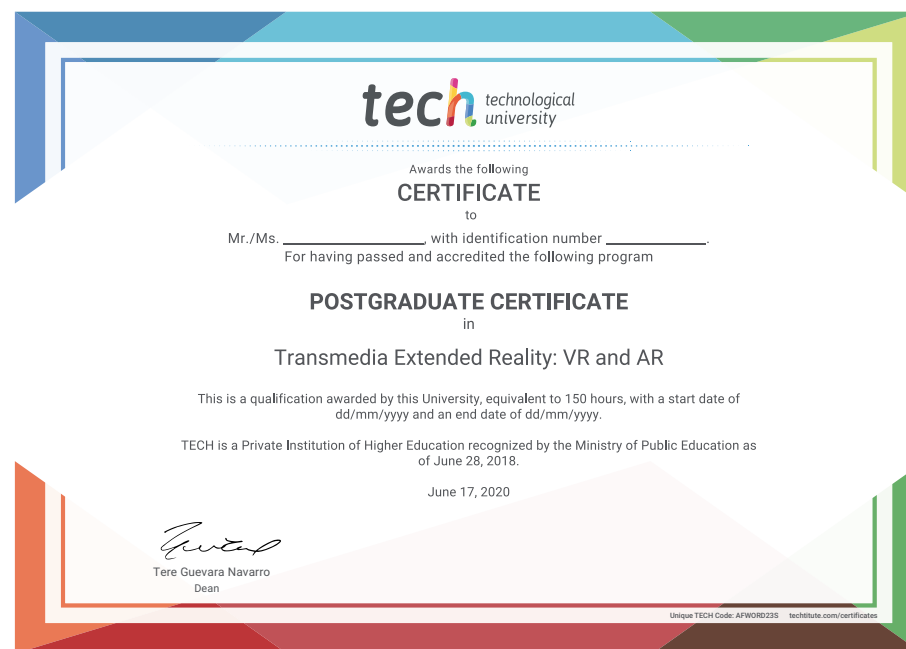 tech technological
university
Awards the following
CERTIFICATE
to
Mr./Ms. ____________________, with identification number ______________.
For having passed and accredited the following program
POSTGRADUATE CERTIFICATE
in
Transmedia Extended Reality: VR and AR
This is a qualification awarded by this University, equivalent to 150 hours, with a start date of
dd/mm/yyyy and an end date of dd/mm/yyyy.
TECH is a Private Institution of Higher Education recognized by the Ministry of Public Education as
of June 28, 2018.
June 17, 2020
Tere Guevara Navarro
Dean
Unique TECH Code: AFWORD23S techtitute.com/certificates